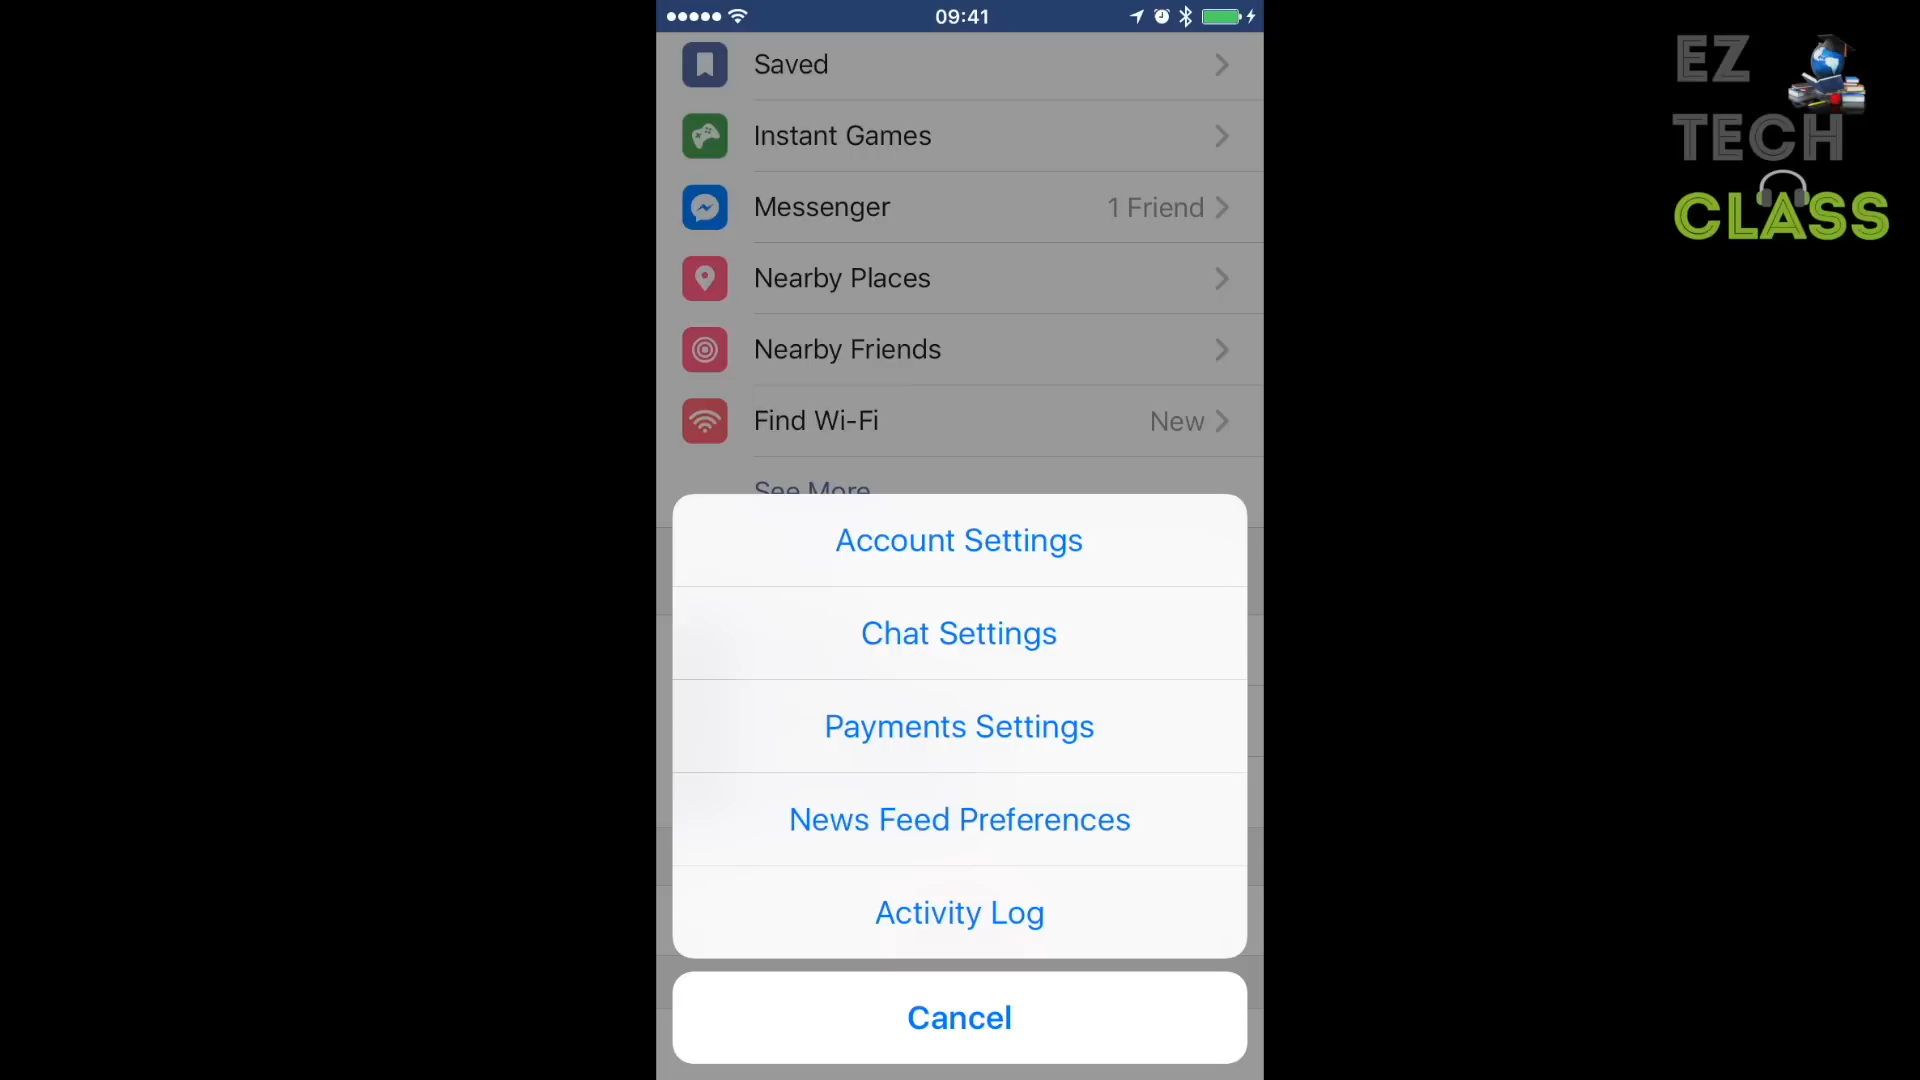 09:41
Saved
Instant Games
Messenger
1 Friend
Nearby Places
Nearby Friends
Find Wi-Fi
New
See More
Account Settings
Chat Settings
Payments Settings
News Feed Preferences
Activity Log
Cancel
EZ
TECH
CLASS